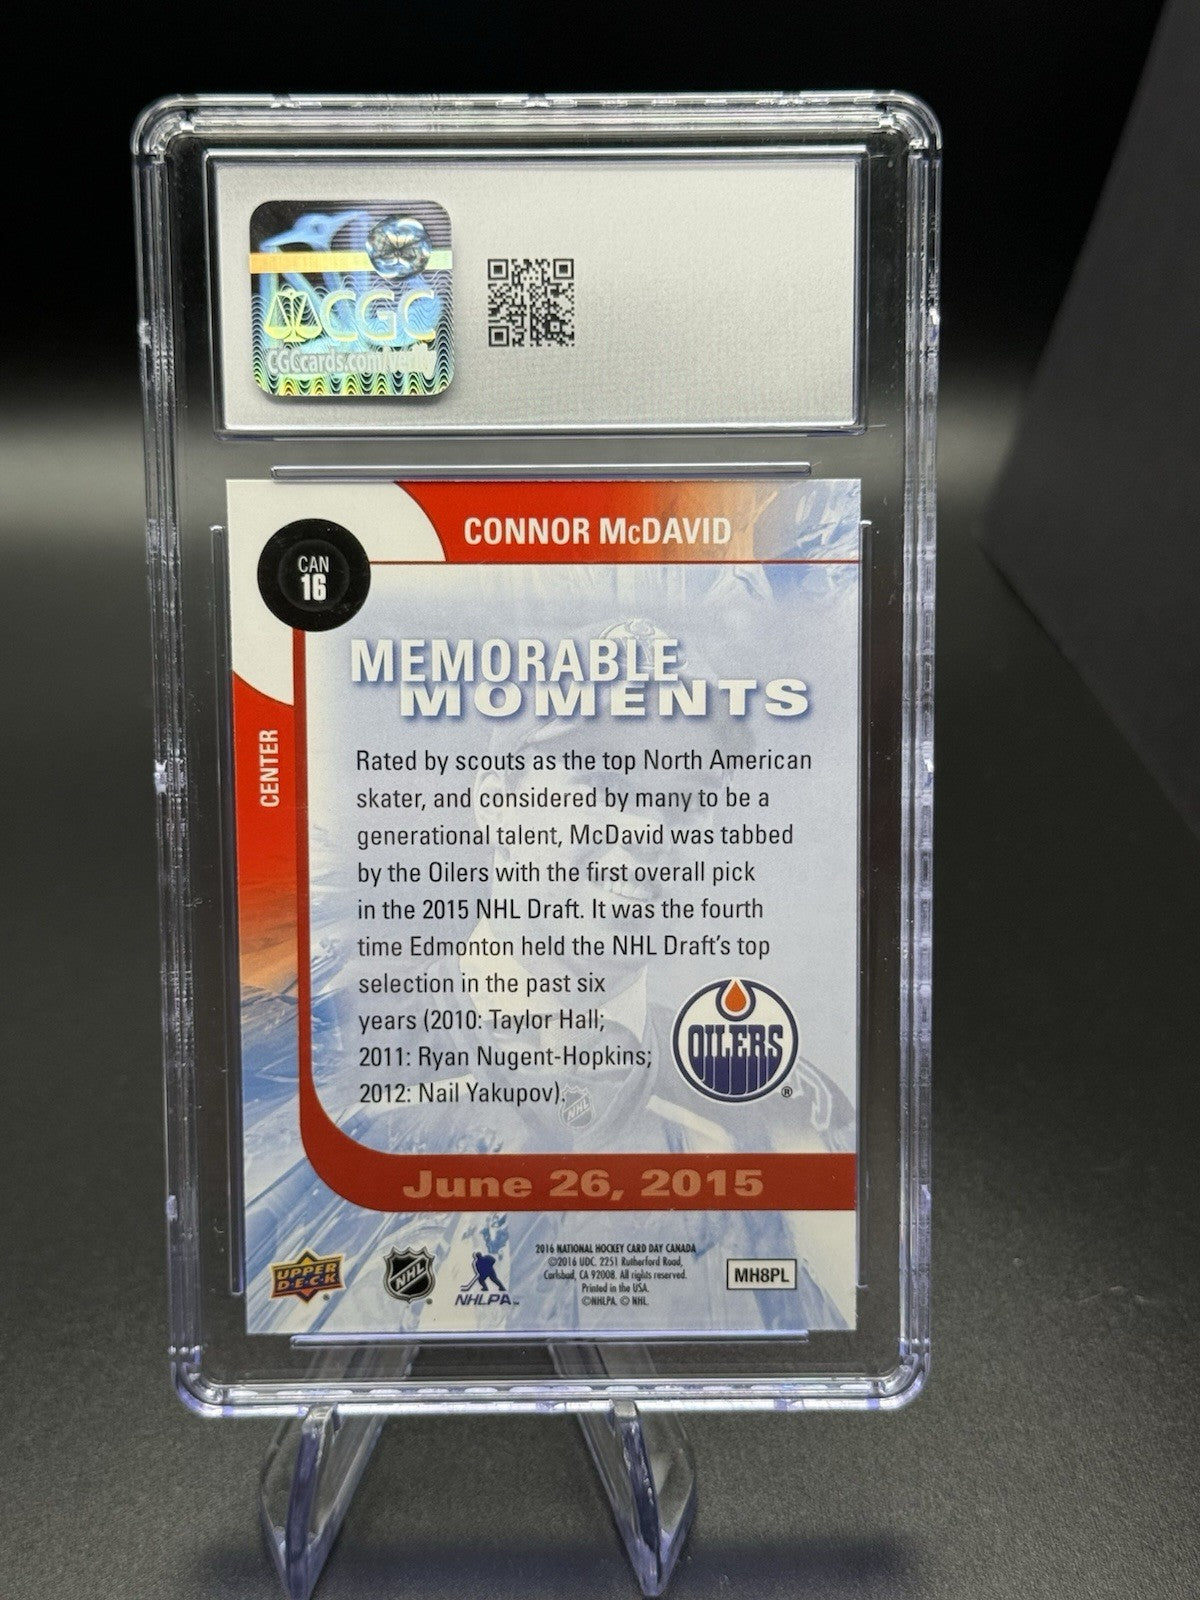 CGC
CGCcards.com/verify
CONNOR McDAVID
CAN
16
CENTER
MEMORABLE
MOMENTS
Rated by scouts as the top North American
skater, and considered by many to be a
generational talent, McDavid was tabbed
by the Oilers with the first overall pick
in the 2015 NHL Draft. It was the fourth
time Edmonton held the NHL Draft's top
selection in the past six
years (2010: Taylor Hall;
2011: Ryan Nugent-Hopkins;
2012: Nail Yakupov).
OILERS
®
NHL
June 26, 2015
UPPER
DECK
NHL
NHLPA
2016 NATIONAL HOCKEY CARD DAY CANADA
©2016 UDC. 2251 Rutherford Road,
Carlsbad, CA 92008. All rights reserved.
Printed in the USA.
©NHLPA. © NHL.
MH8PL